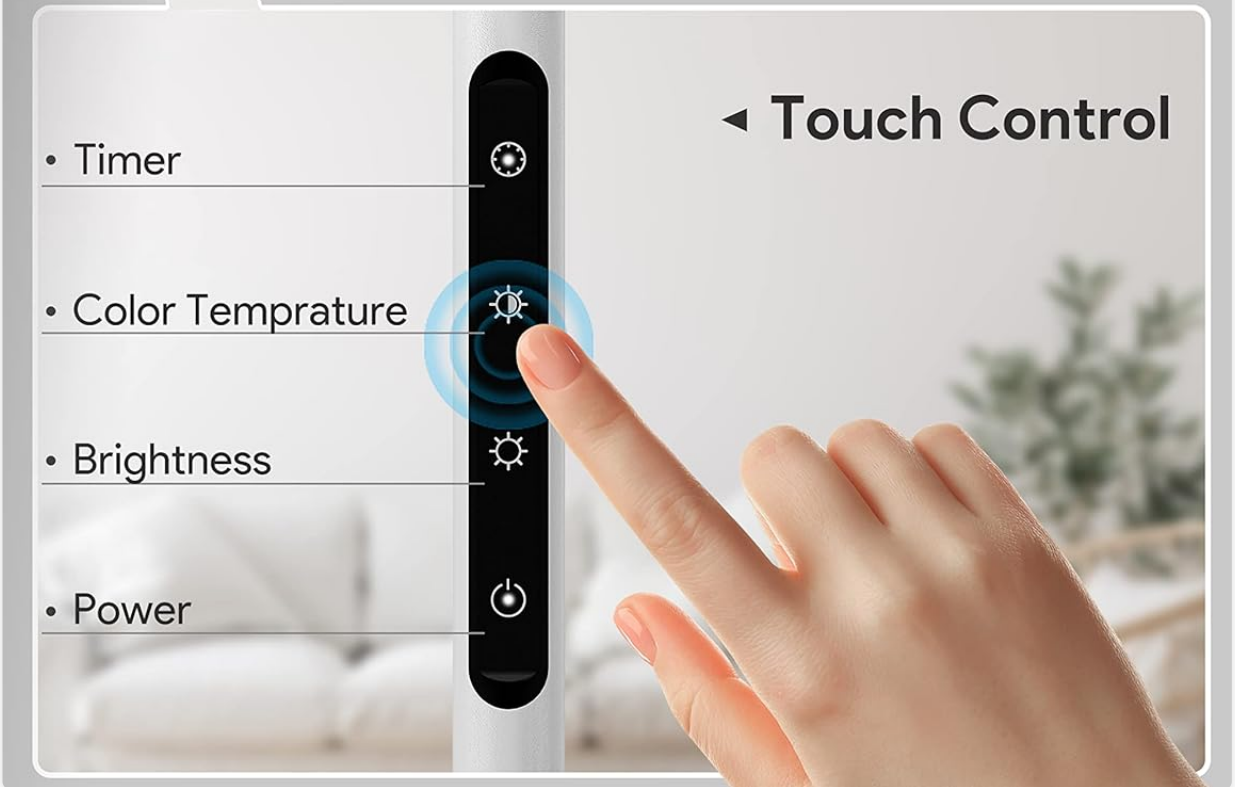 ◄ Touch Control
• Timer
• Color Temprature
• Brightness
• Power